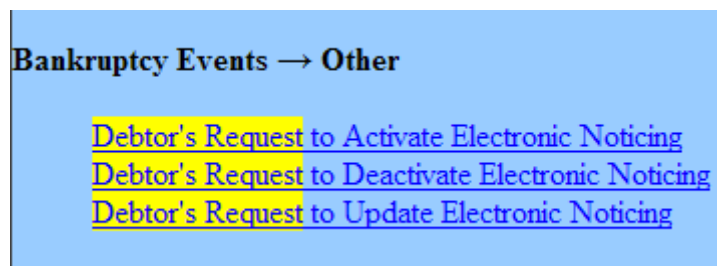 Bankruptcy Events → Other
Debtor's Request to Activate Electronic Noticing
Debtor's Request to Deactivate Electronic Noticing
Debtor's Request to Update Electronic Noticing